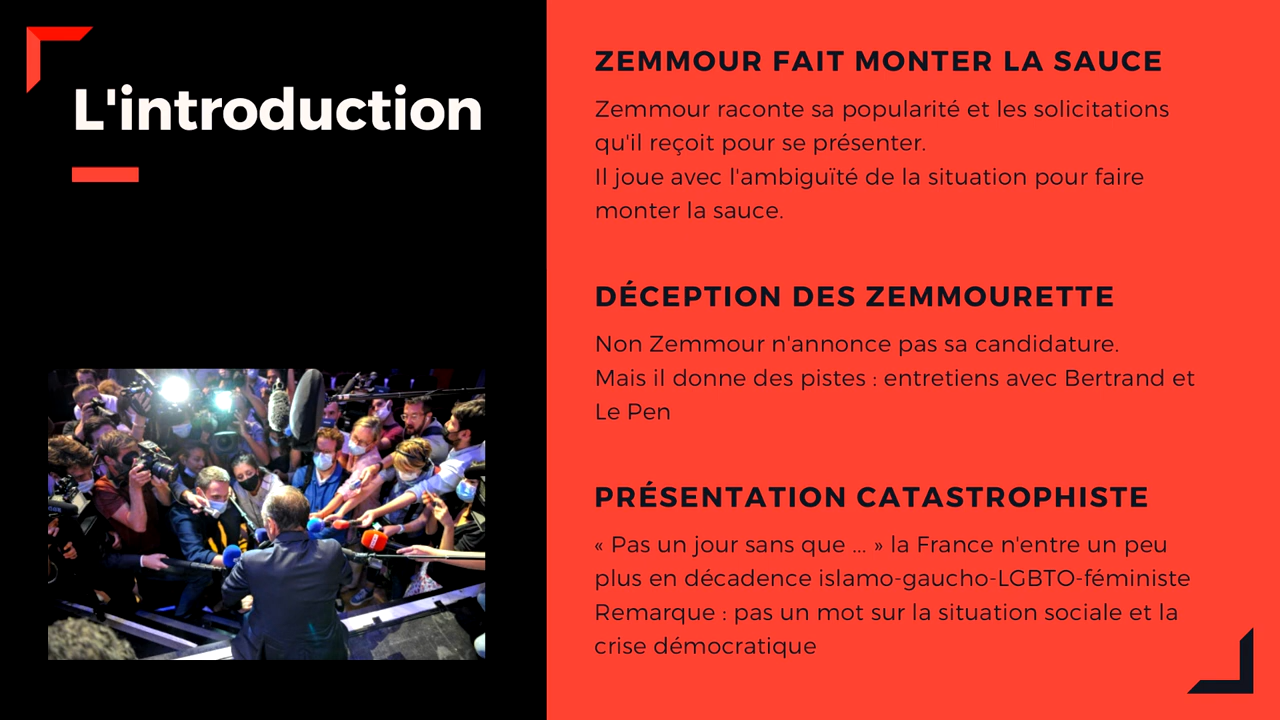 L'introduction
ZEMMOUR FAIT MONTER LA SAUCE
Zemmour raconte sa popularité et les solicitations
qu'il reçoit pour se présenter.
Il joue avec l'ambiguïté de la situation pour faire
monter la sauce.
DÉCEPTION DES ZEMMOURETTE
Non Zemmour n'annonce pas sa candidature.
Mais il donne des pistes : entretiens avec Bertrand et
Le Pen
PRÉSENTATION CATASTROPHISTE
« Pas un jour sans que ... » la France n'entre un peu
plus en décadence islamo-gaucho-LGBTO-féministe
Remarque : pas un mot sur la situation sociale et la
crise démocratique